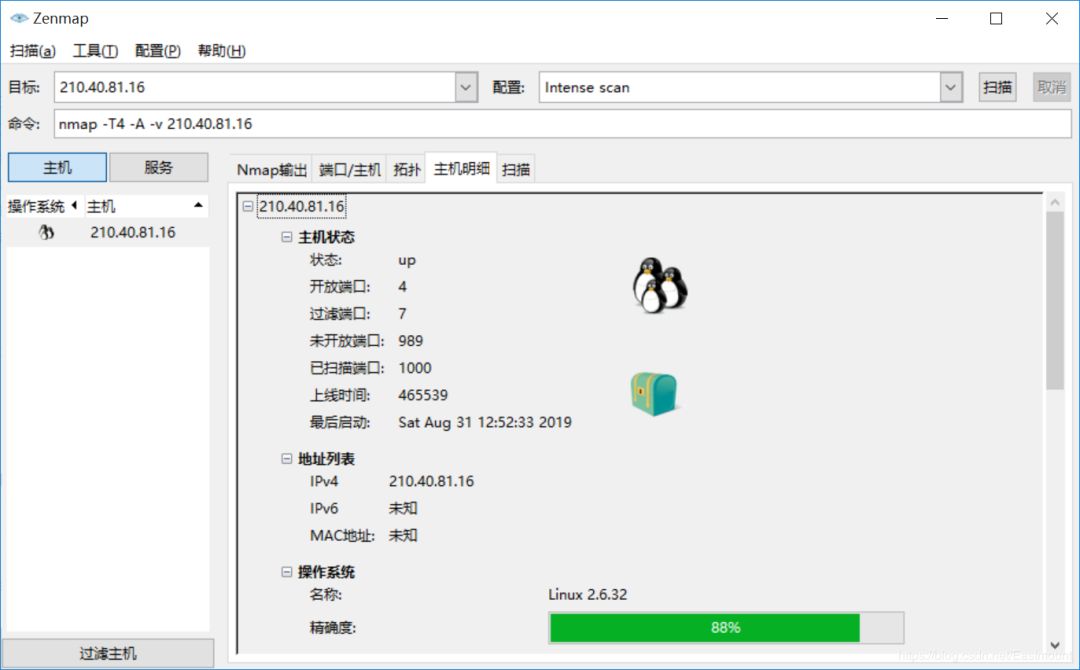 Zenmap
扫描(a) 工具(T) 配置(P) 帮助(H)
目标: 210.40.81.16 配置: Intense scan 扫描 取消
命令: nmap -T4 -A -v 210.40.81.16
主机 服务 Nmap输出 端口/主机 拓扑 主机明细 扫描
操作系统 主机
210.40.81.16
210.40.81.16
主机状态
状态: up
开放端口: 4
过滤端口: 7
未开放端口: 989
已扫描端口: 1000
上线时间: 465539
最后启动: Sat Aug 31 12:52:33 2019
地址列表
IPv4 210.40.81.16
IPv6 未知
MAC地址: 未知
操作系统
名称: Linux 2.6.32
精确度: 88%
过滤主机
https://blog.csdn.net/Eastmount